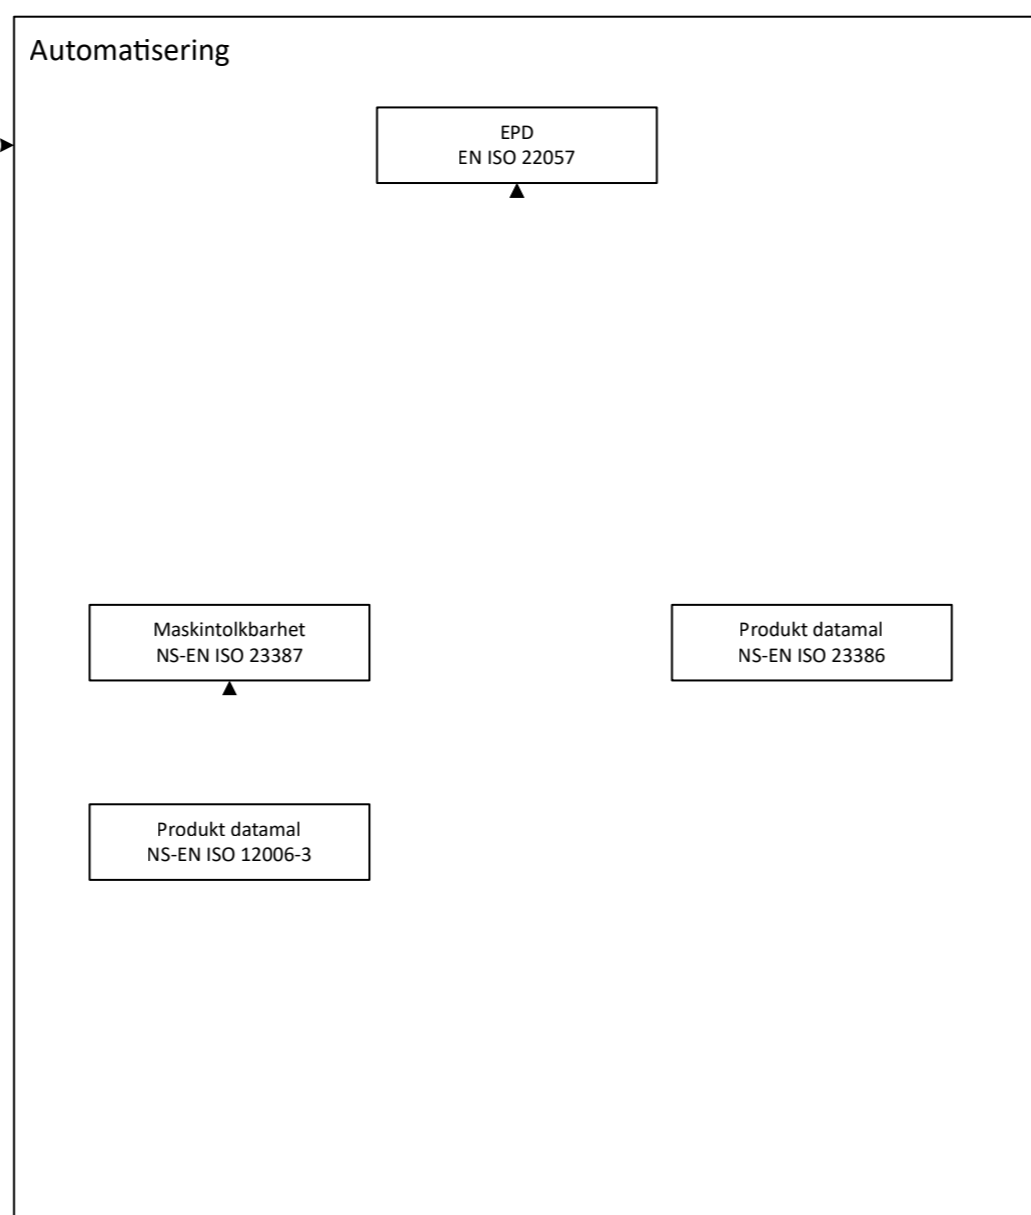 Automatisering
EPD
EN ISO 22057
Maskintolkbarhet
NS-EN ISO 23387
Produkt datamal
NS-EN ISO 23386
Produkt datamal
NS-EN ISO 12006-3